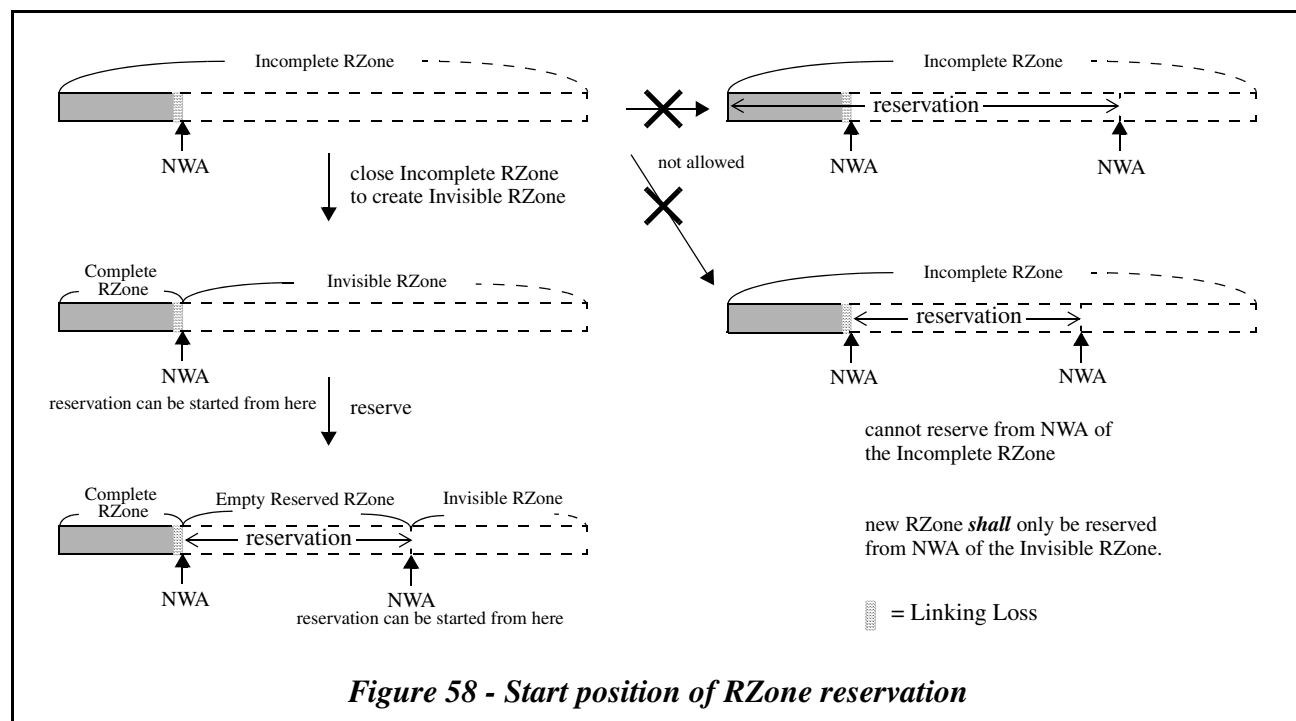 Incomplete RZone
NWA
close Incomplete RZone
to create Invisible RZone
Complete
RZone
Invisible RZone
NWA
reservation can be started from here
reserve
Complete
RZone
Empty Reserved RZone
Invisible RZone
reservation
NWA
NWA
reservation can be started from here
not allowed
Incomplete RZone
reservation
NWA
NWA
Incomplete RZone
reservation
NWA
NWA
cannot reserve from NWA of
the Incomplete RZone
new RZone shall only be reserved
from NWA of the Invisible RZone.
= Linking Loss
Figure 58 - Start position of RZone reservation